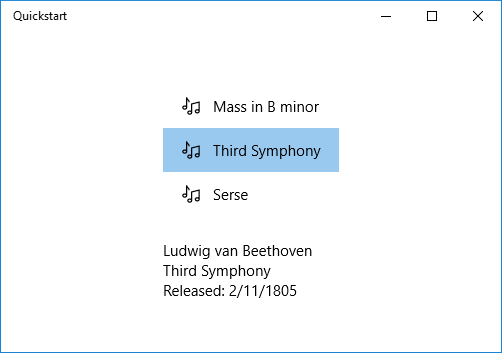 Quickstart
Mass in B minor
Third Symphony
Serse
Ludwig van Beethoven
Third Symphony
Released: 2/11/1805